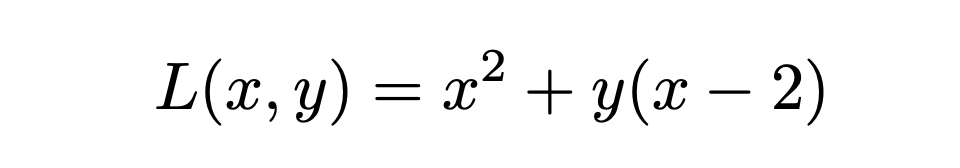 L(x, y) = x² + y(x − 2)